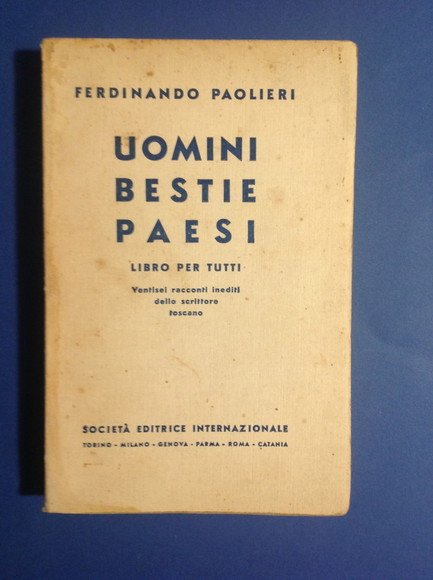 FERDINANDO PAOLIERI
UOMINI
BESTIE
PAESI
LIBRO PER TUTTI
Ventisei racconti inediti
dello scrittore
toscano
SOCIETÀ EDITRICE INTERNAZIONALE
TORINO - MILANO - GENOVA - PARMA - ROMA - CATANIA